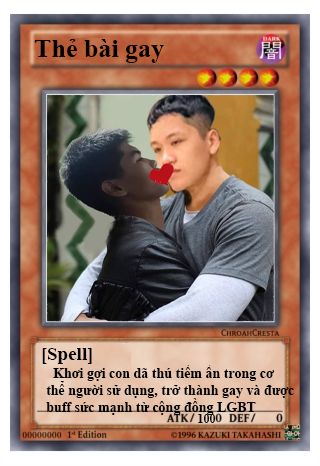 Thẻ bài gay
DARK
闇
CHROAHCRESTA
[Spell]
Khơi gợi con dã thú tiềm ẩn trong cơ
thể người sử dụng, trở thành gay và được
buff sức mạnh từ cộng đồng LGBT
ATK/ 1000 DEF/ 0
00000000 1st Edition ©1996 KAZUKI TAKAHASHI